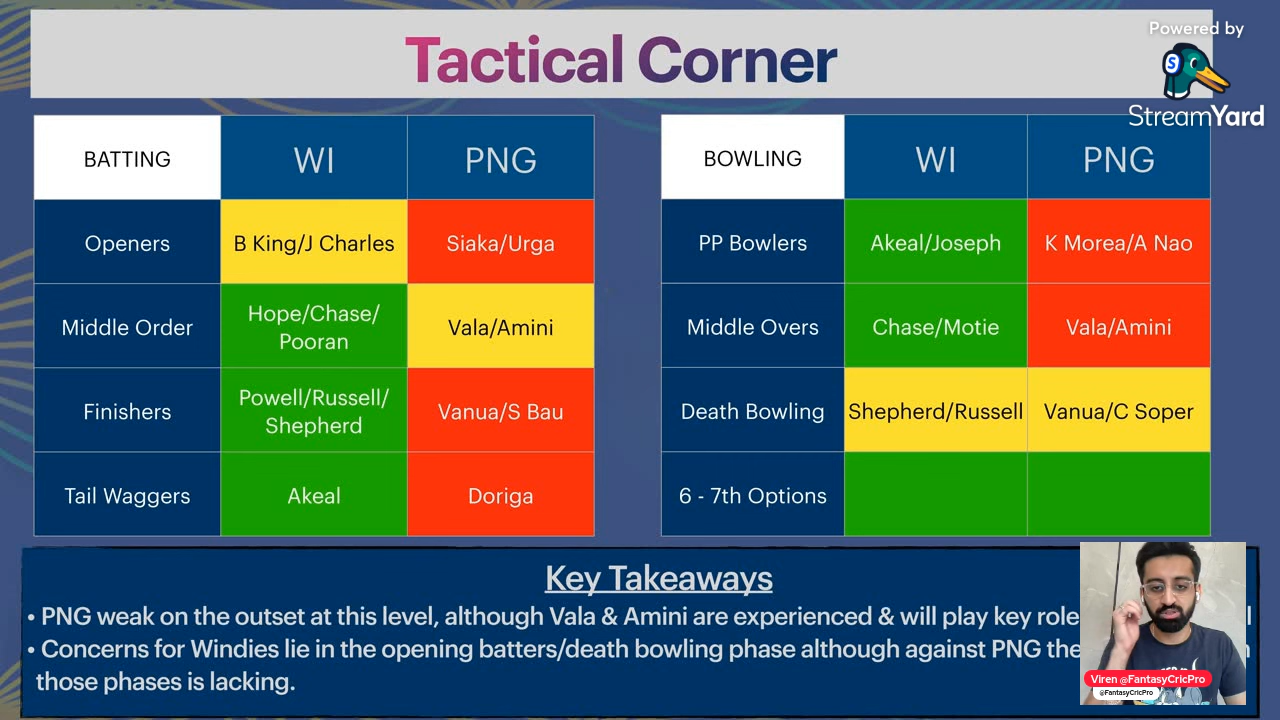 Tactical Corner
Powered by
S
StreamYard
BATTING WI PNG
Openers B King/J Charles Siaka/Urga
Middle Order Hope/Chase/
Pooran Vala/Amini
Finishers Powell/Russell/
Shepherd Vanua/S Bau
Tail Waggers Akeal Doriga
BOWLING WI PNG
PP Bowlers Akeal/Joseph K Morea/A Nao
Middle Overs Chase/Motie Vala/Amini
Death Bowling Shepherd/Russell Vanua/C Soper
6 - 7th Options
Key Takeaways
• PNG weak on the outset at this level, although Vala & Amini are experienced & will play key role
• Concerns for Windies lie in the opening batters/death bowling phase although against PNG the
those phases is lacking.
Viren @FantasyCricPro
@FantasyCricPro